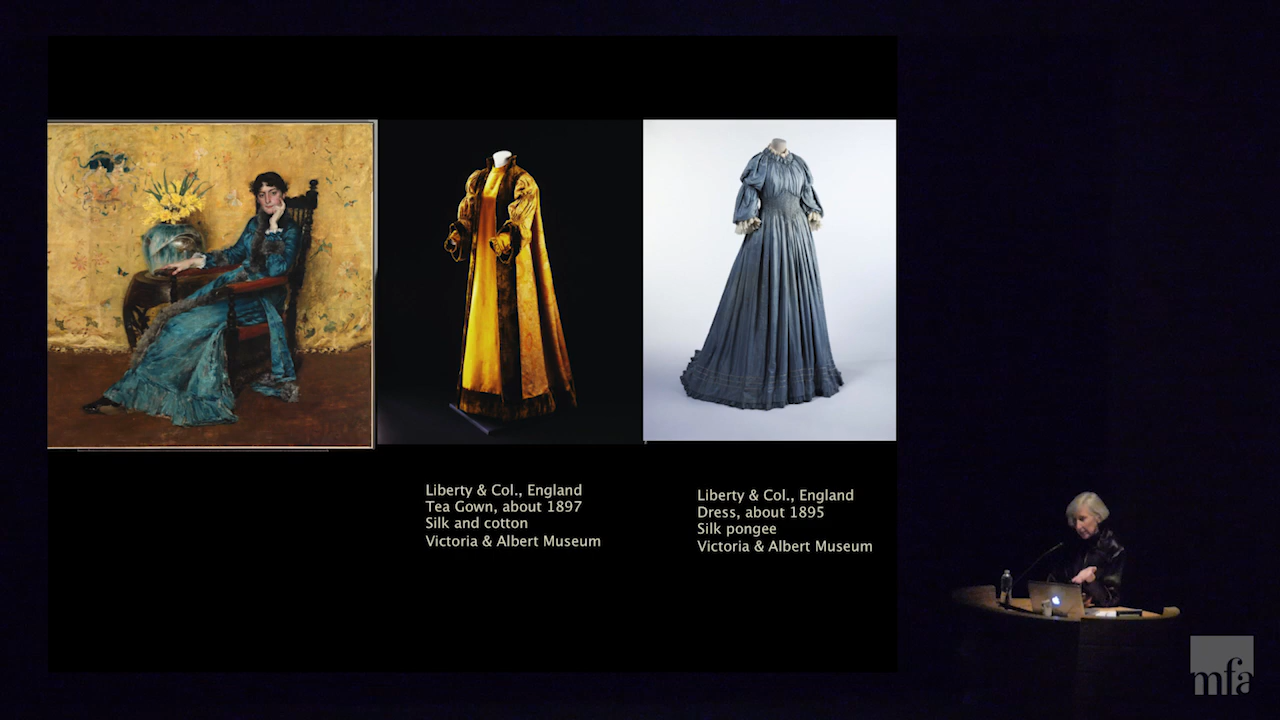 Liberty & Col., England
Tea Gown, about 1897
Silk and cotton
Victoria & Albert Museum
Liberty & Col., England
Dress, about 1895
Silk pongee
Victoria & Albert Museum
mfa